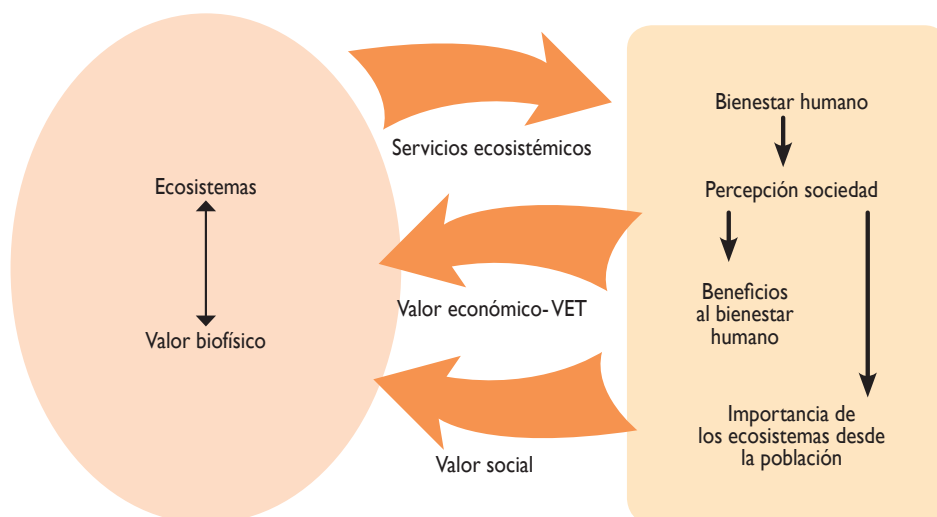 Ecosistemas
Valor biofísico
Servicios ecosistémicos
Valor económico-VET
Valor social
Bienestar humano
Percepción sociedad
Beneficios
al bienestar
humano
Importancia de
los ecosistemas desde
la población